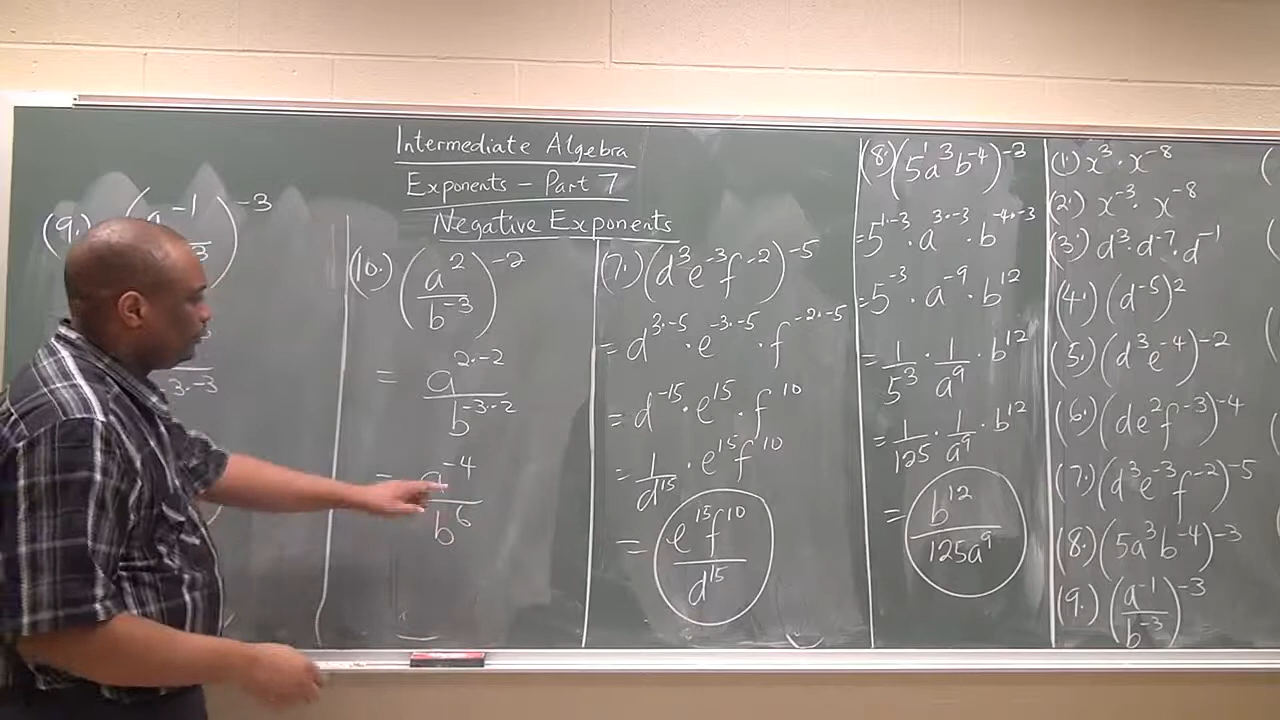 Intermediate Algebra
Exponents - Part 7
Negative Exponents
(9.) (a^-1 / 3)^-3
3·-3
(10.) (a^2 / b^-3)^-2
= a^2·-2 / b^-3·-2
= a^-4 / b^6
(7.) (d^3 e^-3 f^-2)^-5
= d^3·-5 · e^-3·-5 · f^-2·-5
= d^-15 · e^15 · f^10
= 1/d^15 · e^15 f^10
= e^15 f^10 / d^15
(8.) (5^1 a^3 b^-4)^-3
= 5^1·-3 · a^3·-3 · b^-4·-3
= 5^-3 · a^-9 · b^12
= 1/5^3 · 1/a^9 · b^12
= 1/125 · 1/a^9 · b^12
= b^12 / 125a^9
(1.) x^3 · x^-8
(2.) x^-3 · x^-8
(3.) d^3 · d^-7 · d^-1
(4.) (d^-5)^2
(5.) (d^3 e^-4)^-2
(6.) (de^2 f^-3)^-4
(7.) (d^3 e^-3 f^-2)^-5
(8.) (5a^3 b^-4)^-3
(9.) (a^-1 / b^-3)^-3